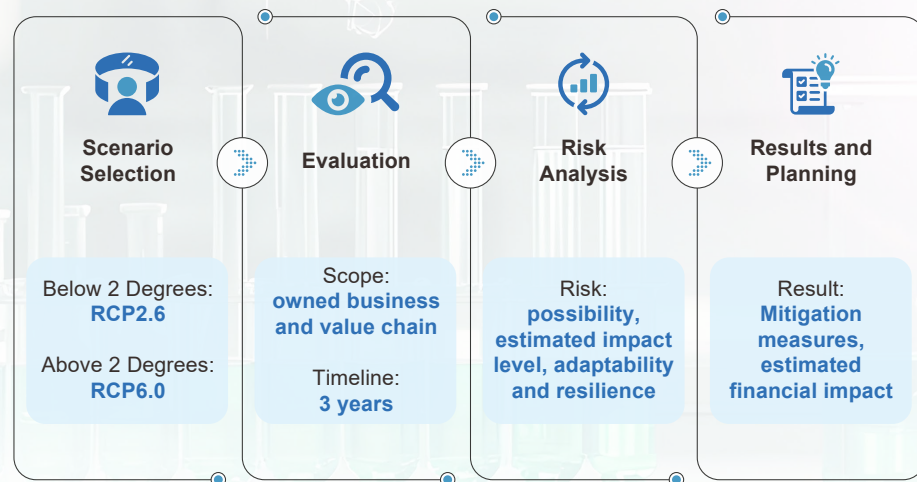 Scenario
Selection
Below 2 Degrees:
RCP2.6
Above 2 Degrees:
RCP6.0
Evaluation
Scope:
owned business
and value chain
Timeline:
3 years
Risk
Analysis
Risk:
possibility,
estimated impact
level, adaptability
and resilience
Results and
Planning
Result:
Mitigation
measures,
estimated
financial impact